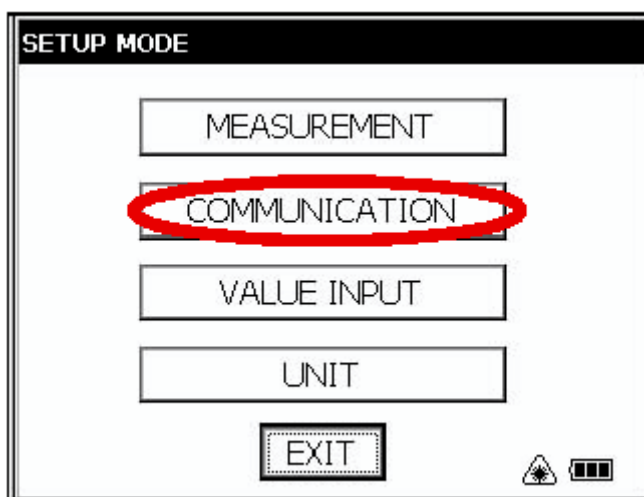 SETUP MODE
MEASUREMENT
COMMUNICATION
VALUE INPUT
UNIT
EXIT